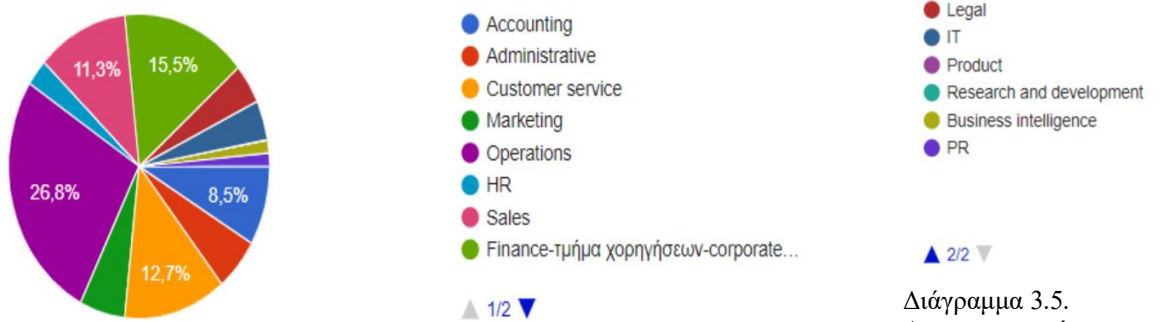 11,3%
15,5%
26,8%
8,5%
12,7%
Accounting
Administrative
Customer service
Marketing
Operations
HR
Sales
Finance-τμήμα χορηγήσεων-corporate...
1/2
Legal
IT
Product
Research and development
Business intelligence
PR
2/2
Διάγραμμα 3.5.